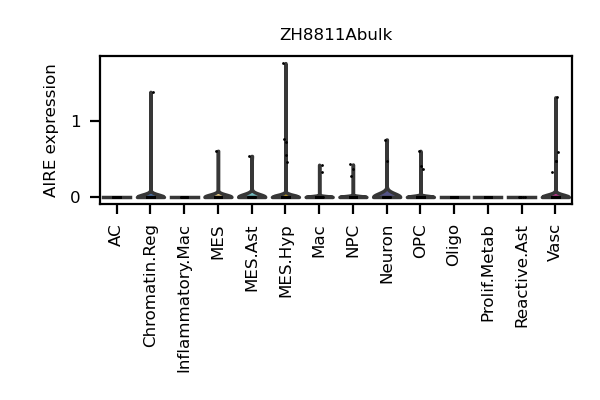 ZH8811Abulk
AIRE expression
1
0
AC
Chromatin.Reg
Inflammatory.Mac
MES
MES.Ast
MES.Hyp
Mac
NPC
Neuron
OPC
Oligo
Prolif.Metab
Reactive.Ast
Vasc